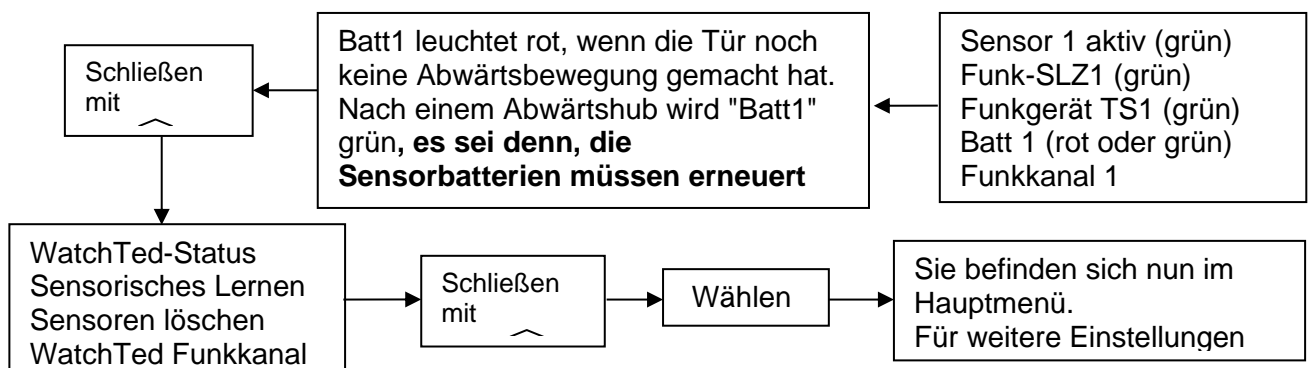 Schließen
mit
Batt1 leuchtet rot, wenn die Tür noch
keine Abwärtsbewegung gemacht hat.
Nach einem Abwärtshub wird "Batt1"
grün, es sei denn, die
Sensorbatterien müssen erneuert
Sensor 1 aktiv (grün)
Funk-SLZ1 (grün)
Funkgerät TS1 (grün)
Batt 1 (rot oder grün)
Funkkanal 1
WatchTed-Status
Sensorisches Lernen
Sensoren löschen
WatchTed Funkkanal
Schließen
mit
Wählen
Sie befinden sich nun im
Hauptmenü.
Für weitere Einstellungen